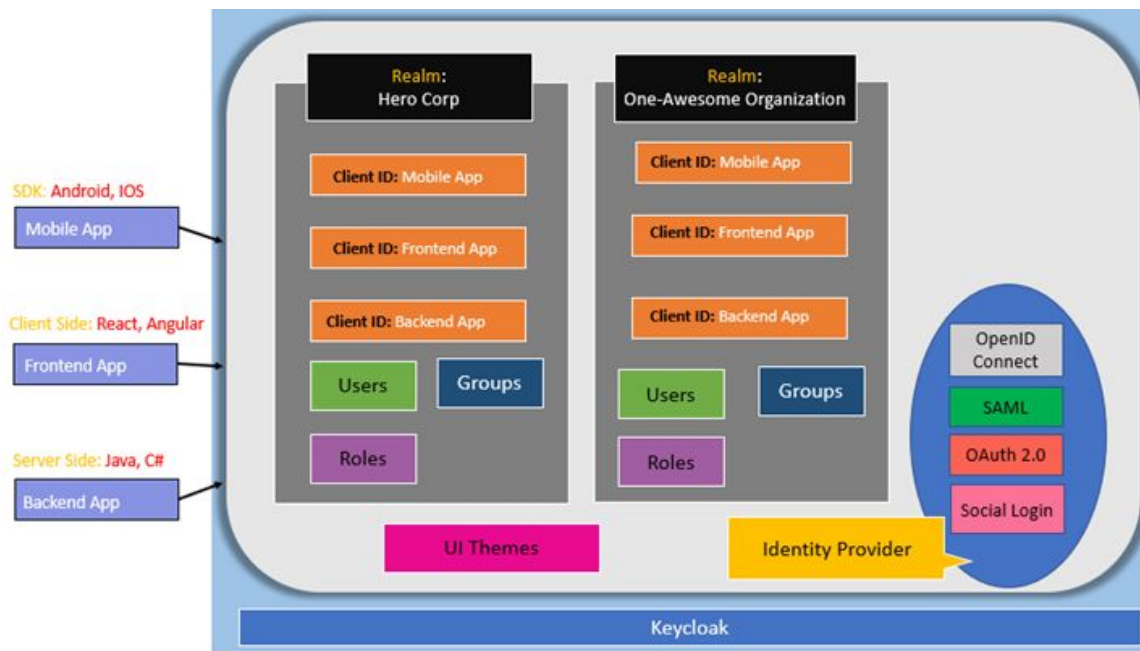 SDK: Android, IOS
Mobile App
Client Side: React, Angular
Frontend App
Server Side: Java, C#
Backend App
Realm:
Hero Corp
Client ID: Mobile App
Client ID: Frontend App
Client ID: Backend App
Users
Groups
Roles
Realm:
One-Awesome Organization
Client ID: Mobile App
Client ID: Frontend App
Client ID: Backend App
Users
Groups
Roles
OpenID
Connect
SAML
OAuth 2.0
Social Login
UI Themes
Identity Provider
Keycloak